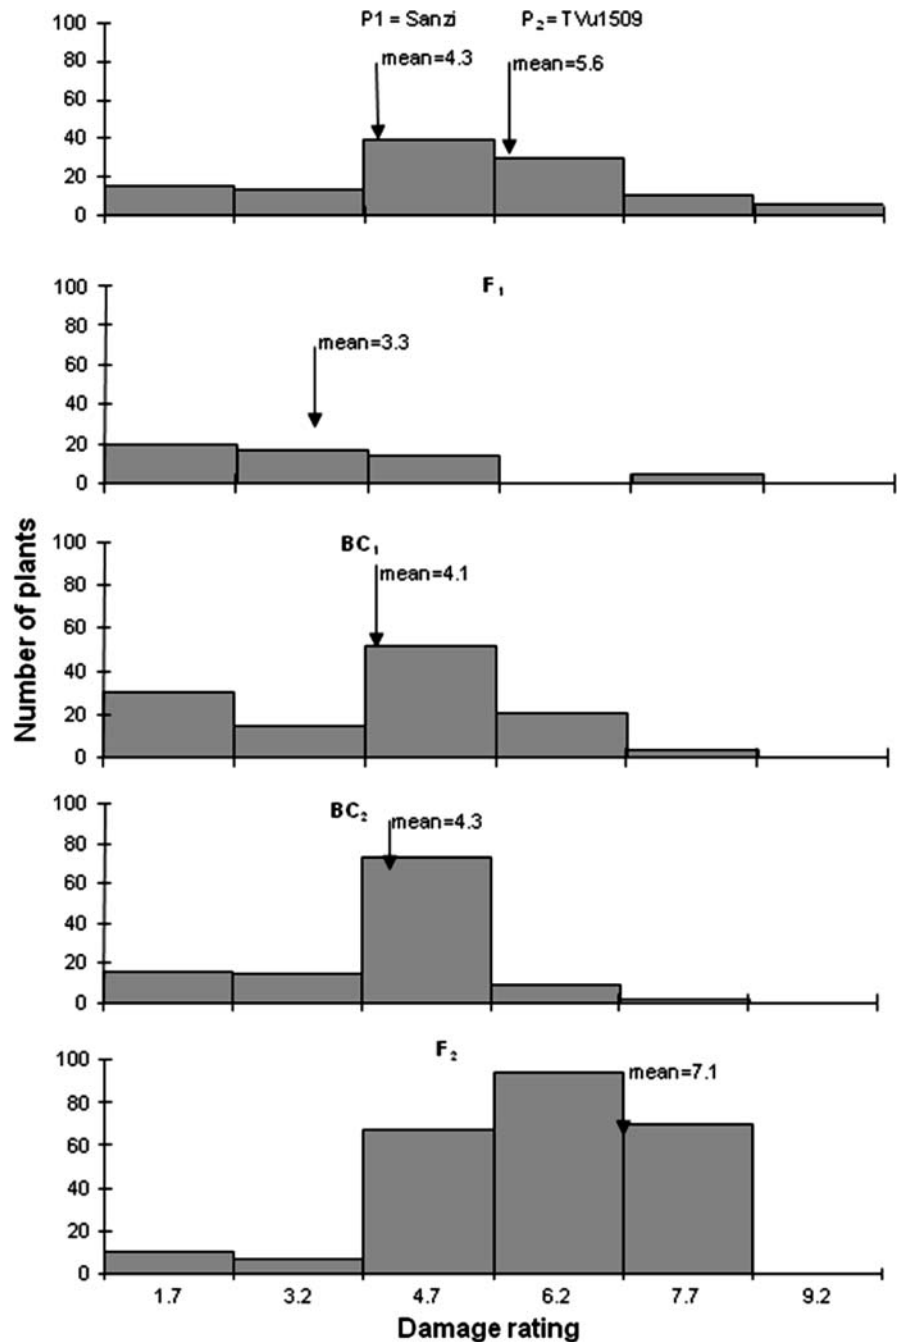 P1 = Sanzi P₂ = TVu1509
mean=4.3 mean=5.6
100
80
60
40
20
0
F₁
mean=3.3
100
80
60
40
20
0
Number of plants
BC₁
mean=4.1
100
80
60
40
20
0
BC₂
mean=4.3
100
80
60
40
20
0
F₂
mean=7.1
100
80
60
40
20
0
1.7 3.2 4.7 6.2 7.7 9.2
Damage rating